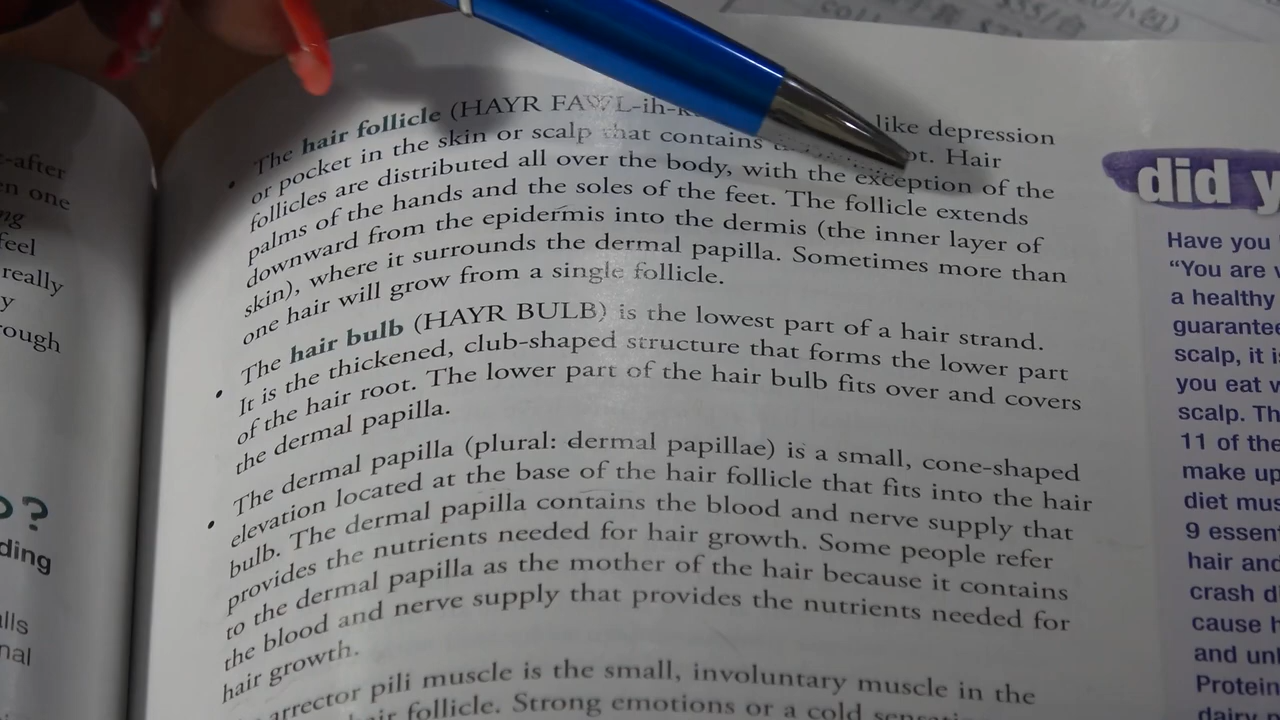 $55/台
小包)
The hair follicle (HAYR FAWL-ih- like depression
or pocket in the skin or scalp that contains Hair
follicles are distributed all over the body, with the exception of the
palms of the hands and the soles of the feet. The follicle extends
downward from the epidermis into the dermis (the inner layer of
skin), where it surrounds the dermal papilla. Sometimes more than
one hair will grow from a single follicle.
• The hair bulb (HAYR BULB) is the lowest part of a hair strand.
It is the thickened, club-shaped structure that forms the lower part
of the hair root. The lower part of the hair bulb fits over and covers
the dermal papilla.
• The dermal papilla (plural: dermal papillae) is a small, cone-shaped
elevation located at the base of the hair follicle that fits into the hair
bulb. The dermal papilla contains the blood and nerve supply that
provides the nutrients needed for hair growth. Some people refer
to the dermal papilla as the mother of the hair because it contains
the blood and nerve supply that provides the nutrients needed for
hair growth.
arrector pili muscle is the small, involuntary muscle in the
follicle. Strong emotions or a cold
-after
en one
ng
feel
really
y
rough
?
ding
alls
nal
did y
Have you
“You are
a healthy
guarantee
scalp, it is
you eat
scalp. Th
11 of the
make up
diet mus
9 essen
hair and
crash d
cause h
and unh
Protein
dairy